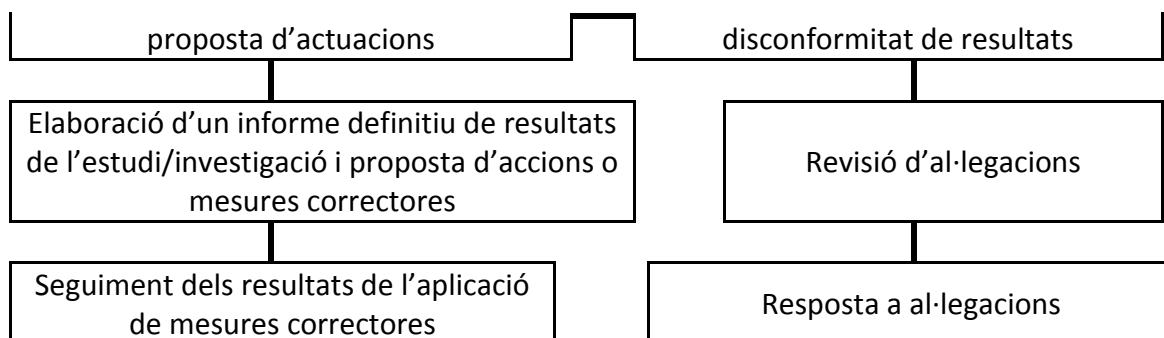 proposta d’actuacions
disconformitat de resultats
Elaboració d’un informe definitiu de resultats
de l’estudi/investigació i proposta d’accions o
mesures correctores
Revisió d’al·legacions
Seguiment dels resultats de l’aplicació
de mesures correctores
Resposta a al·legacions